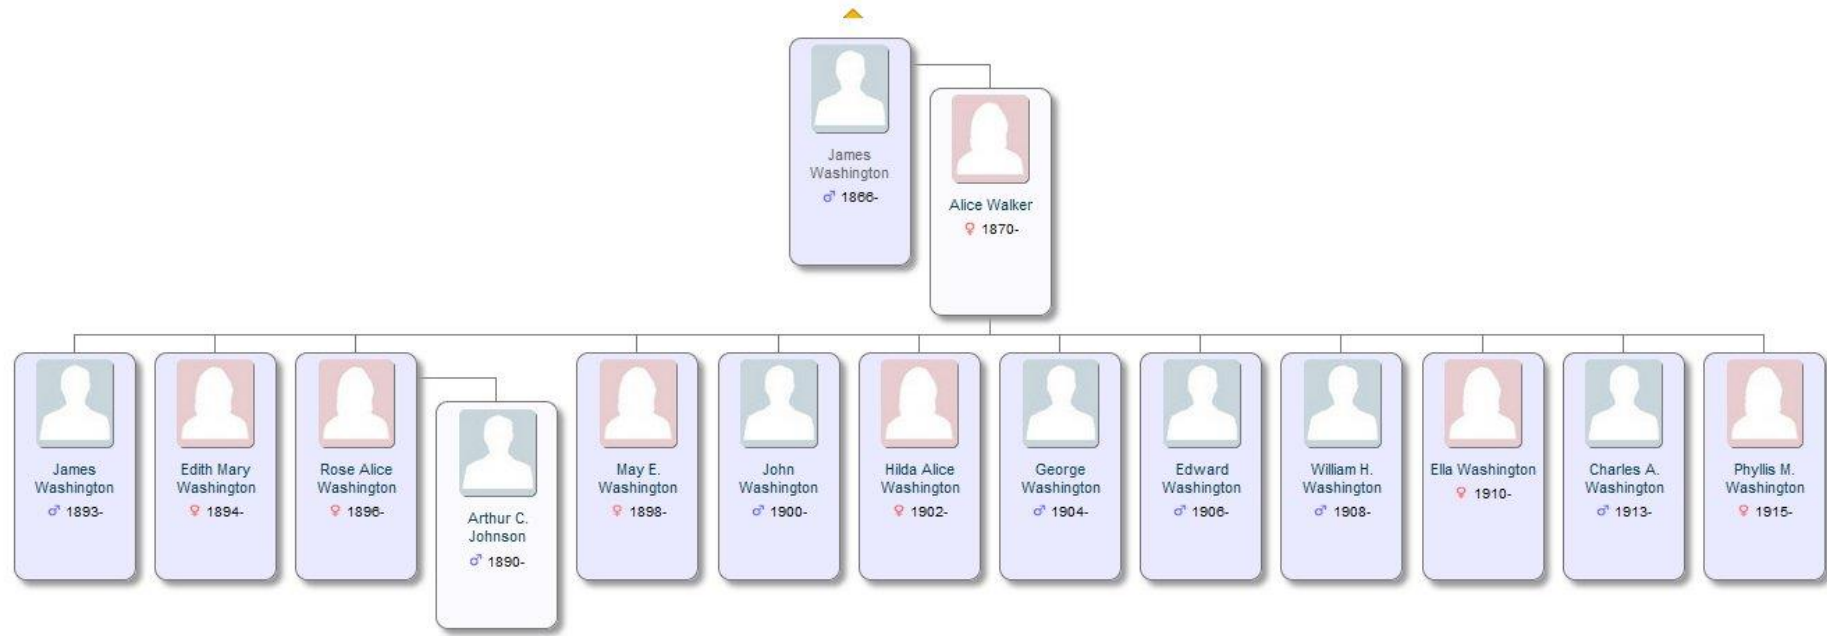 James
Washington
♂ 1866-
Alice Walker
♀ 1870-
James
Washington
♂ 1893-
Edith Mary
Washington
♀ 1894-
Rose Alice
Washington
♀ 1896-
Arthur C.
Johnson
♂ 1890-
May E.
Washington
♀ 1898-
John
Washington
♂ 1900-
Hilda Alice
Washington
♀ 1902-
George
Washington
♂ 1904-
Edward
Washington
♂ 1906-
William H.
Washington
♂ 1908-
Ella Washington
♀ 1910-
Charles A.
Washington
♂ 1913-
Phyllis M.
Washington
♀ 1915-